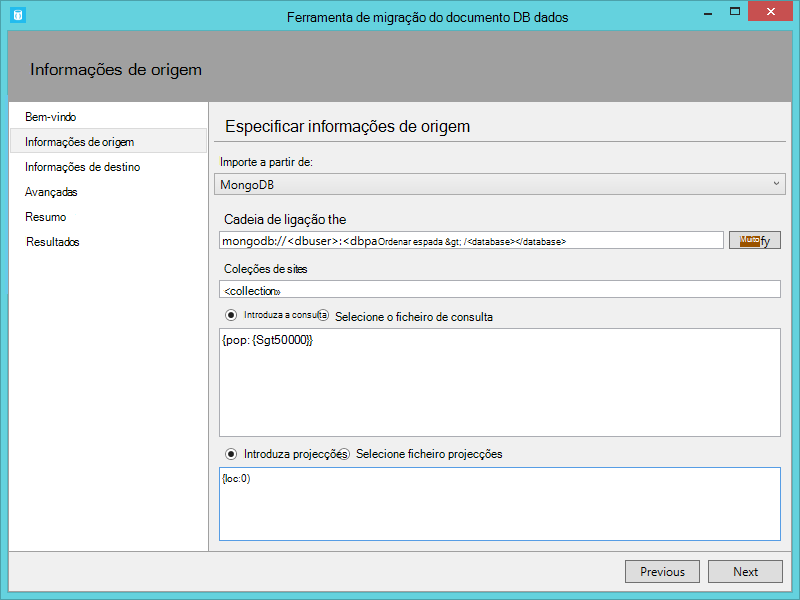 Ferramenta de migração do documento DB dados
Informações de origem
Bem-vindo
Informações de origem
Informações de destino
Avançadas
Resumo
Resultados
Especificar informações de origem
Importe a partir de:
MongoDB
Cadeia de ligação the
mongodb://<dbuser>:<dbpaOrdenar espada &gt; /<database></database>
Muito fy
Coleções de sites
<collection»
Introduza a consulta Selecione o ficheiro de consulta
{pop: {Sgt50000}}
Introduza projecções Selecione ficheiro projecções
{loc:0)
Previous Next